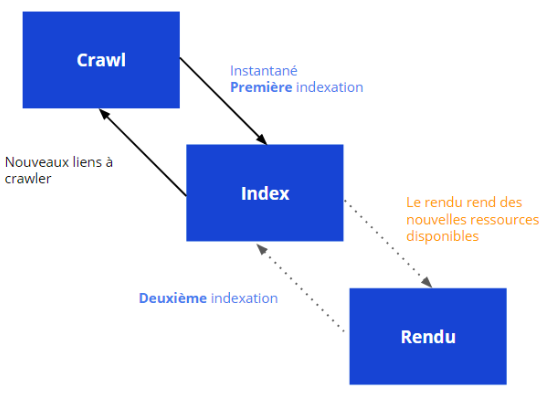 Crawl
Instantané
Première indexation
Nouveaux liens à
crawler
Index
Le rendu rend des
nouvelles ressources
disponibles
Deuxième indexation
Rendu